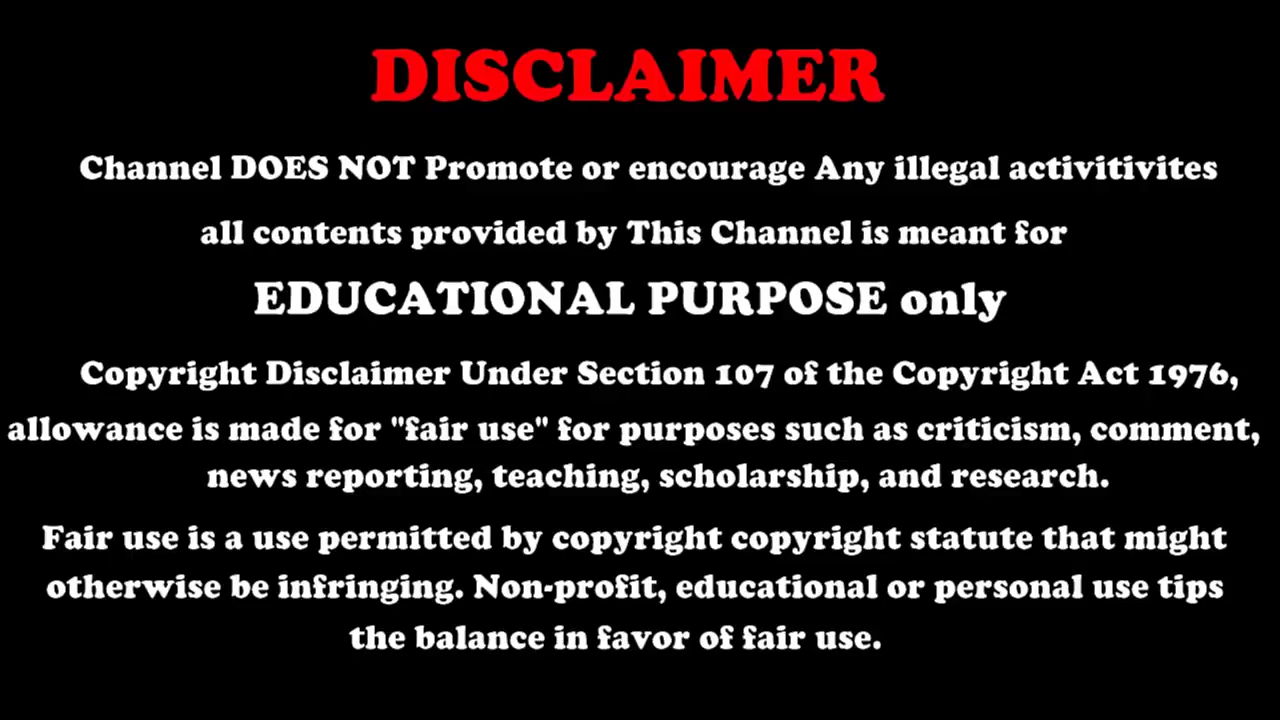 DISCLAIMER
Channel DOES NOT Promote or encourage Any illegal activitivites
all contents provided by This Channel is meant for
EDUCATIONAL PURPOSE only
Copyright Disclaimer Under Section 107 of the Copyright Act 1976,
allowance is made for "fair use" for purposes such as criticism, comment,
news reporting, teaching, scholarship, and research.
Fair use is a use permitted by copyright copyright statute that might
otherwise be infringing. Non-profit, educational or personal use tips
the balance in favor of fair use.